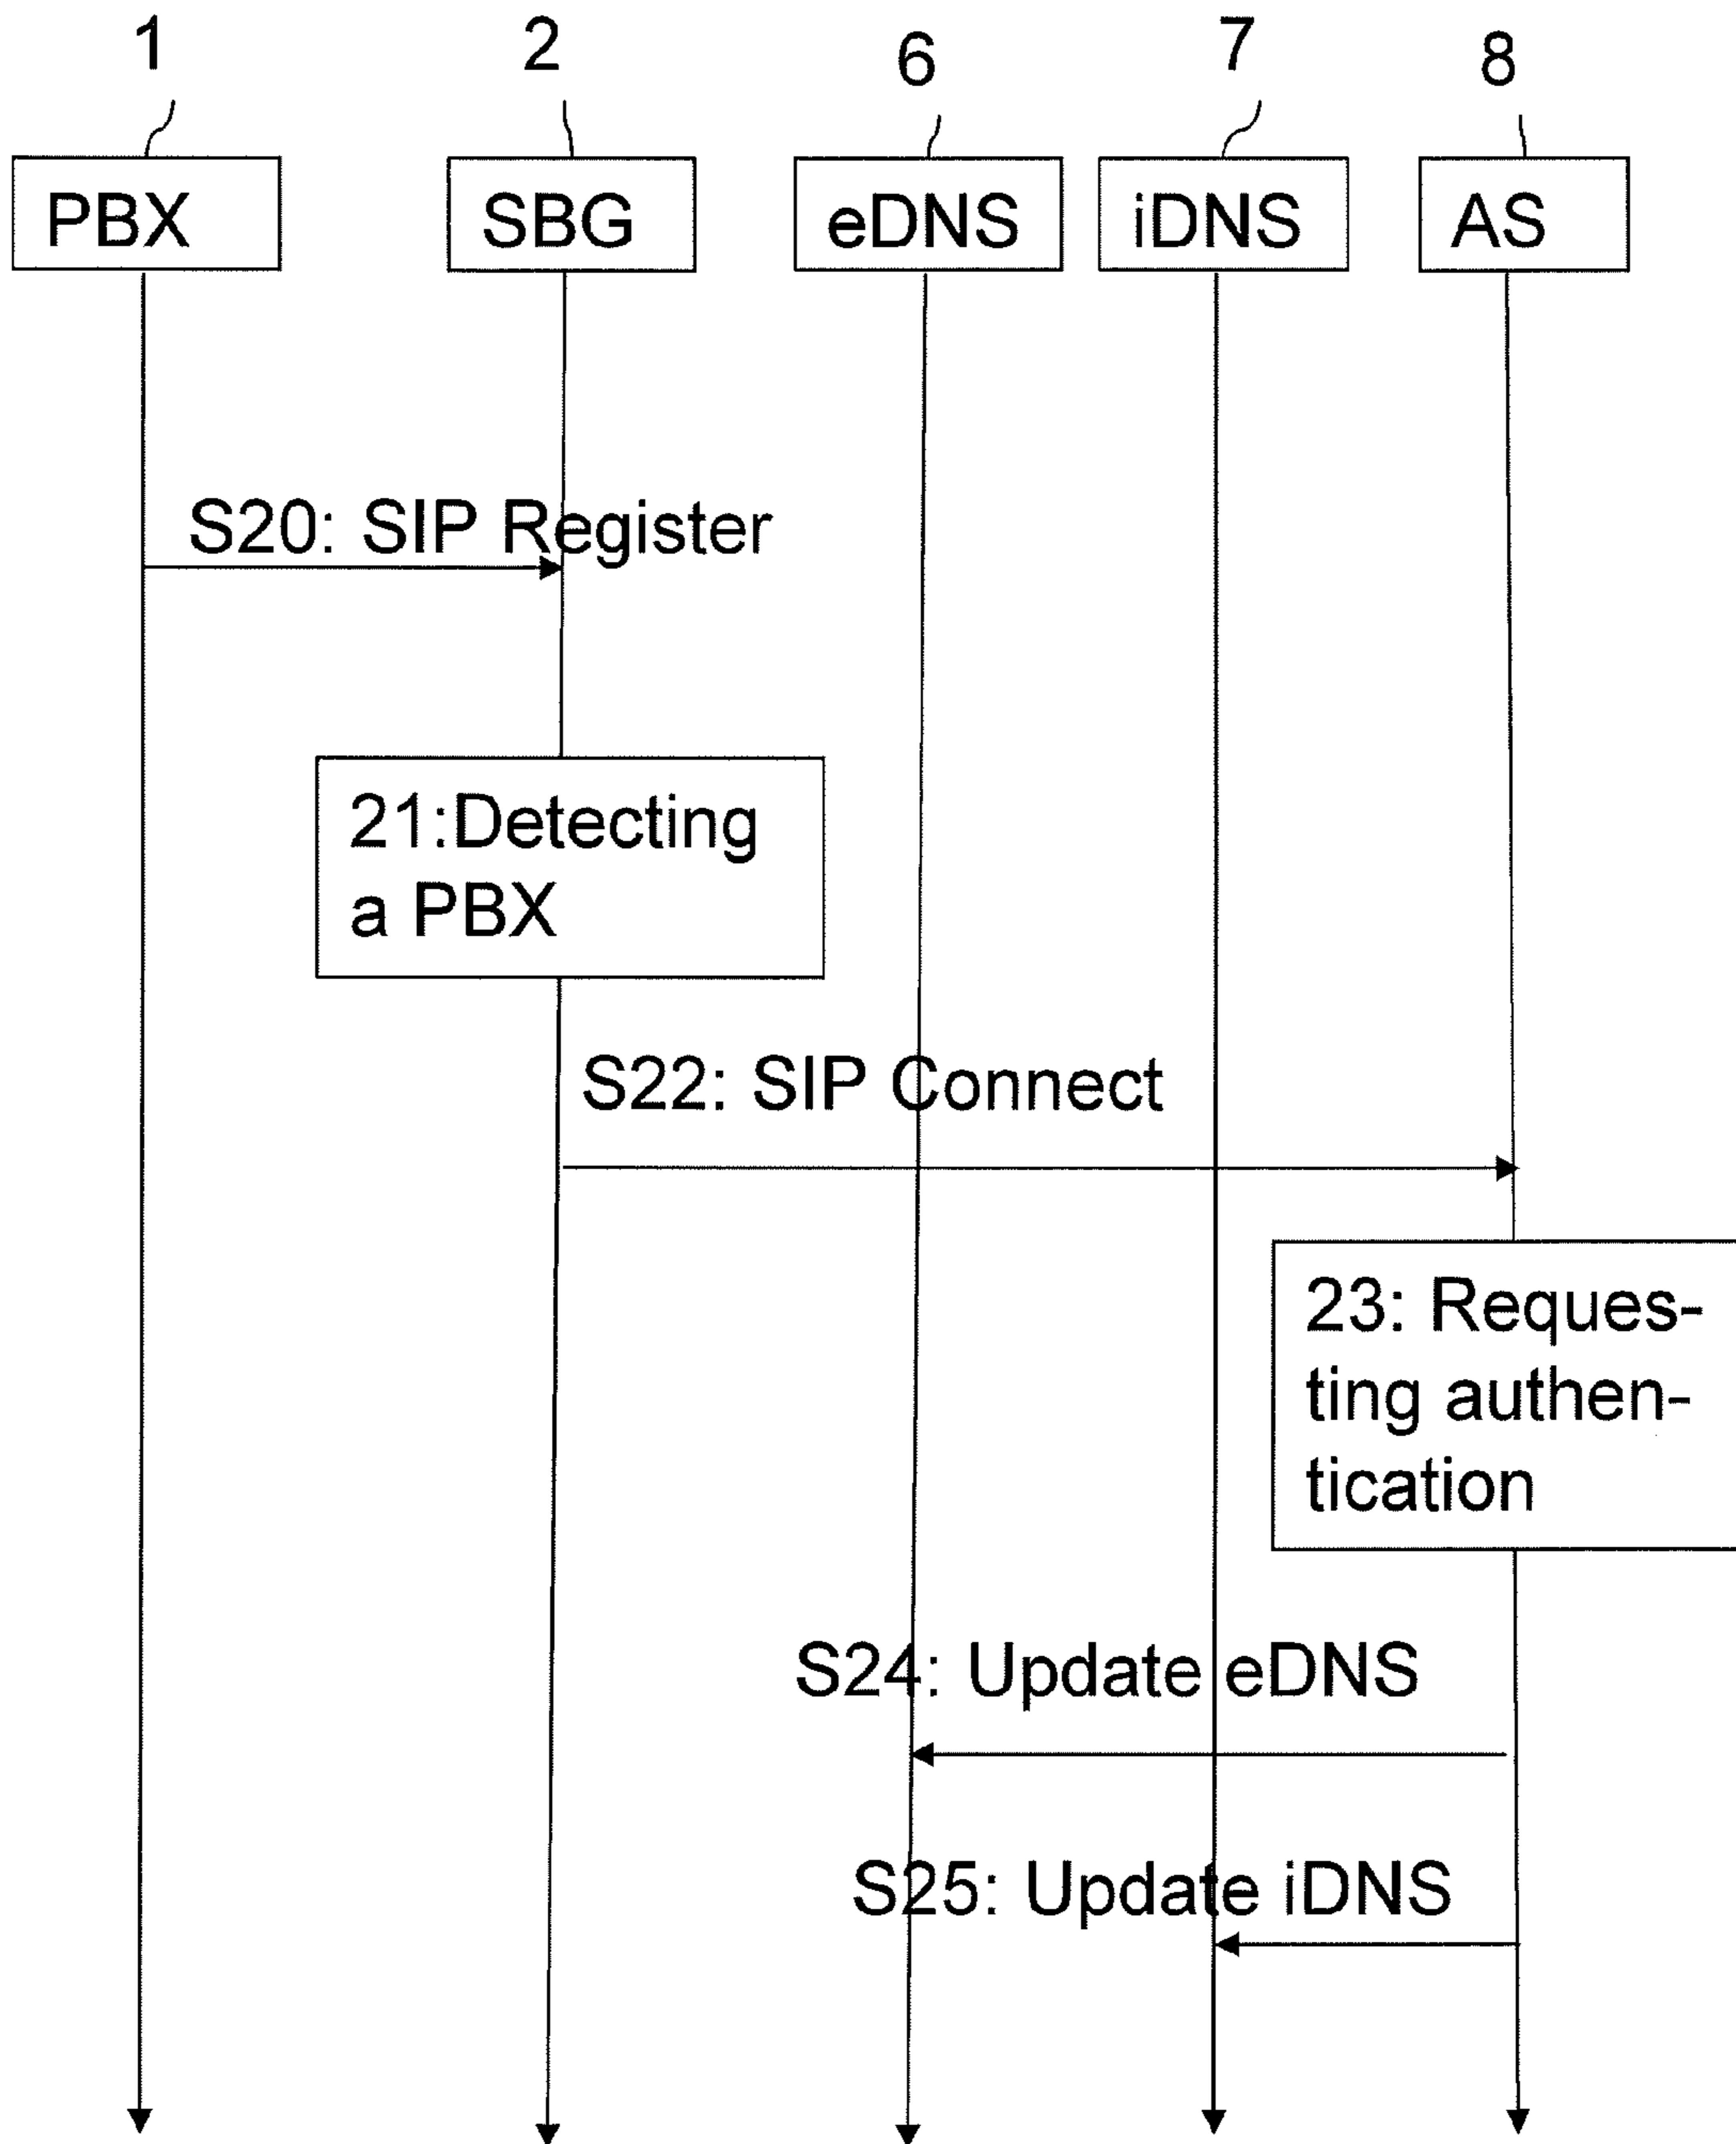 1 2 6 7 8
PBX SBG eDNS iDNS AS
S20: SIP Register
21:Detecting
a PBX
S22: SIP Connect
23: Reques-
ting authen-
tication
S24: Update eDNS
S25: Update iDNS